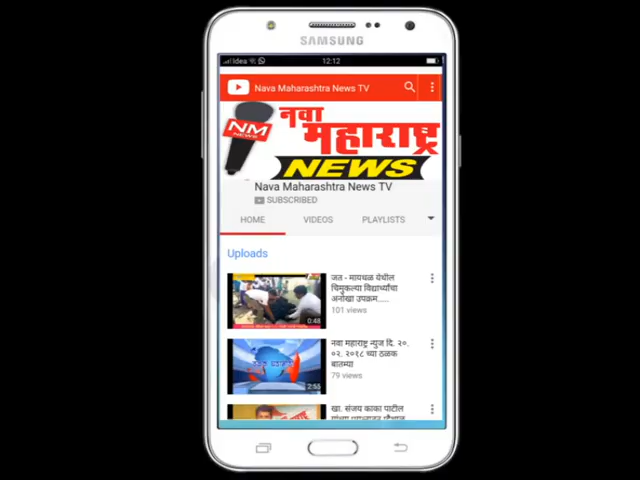 SAMSUNG
Idea
12:12
Nava Maharashtra News TV
NM
NEWS
नवा
महाराष्ट्र
NEWS
Nava Maharashtra News TV
SUBSCRIBED
HOME VIDEOS PLAYLISTS
Uploads
जत - मायथळ येथील
चिमुकल्या विद्यार्थ्यांचा
अनोखा उपक्रम.....
101 views
0:48
नवा महाराष्ट्र न्युज दि. २०.
०२. २०१८ च्या ठळक
बातम्या
79 views
2:55
खा. संजय काका पाटील